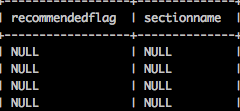 +-----------------+-------------+
| recommendedflag | sectionname |
+-----------------+-------------+
| NULL | NULL |
| NULL | NULL |
| NULL | NULL |
| NULL | NULL |